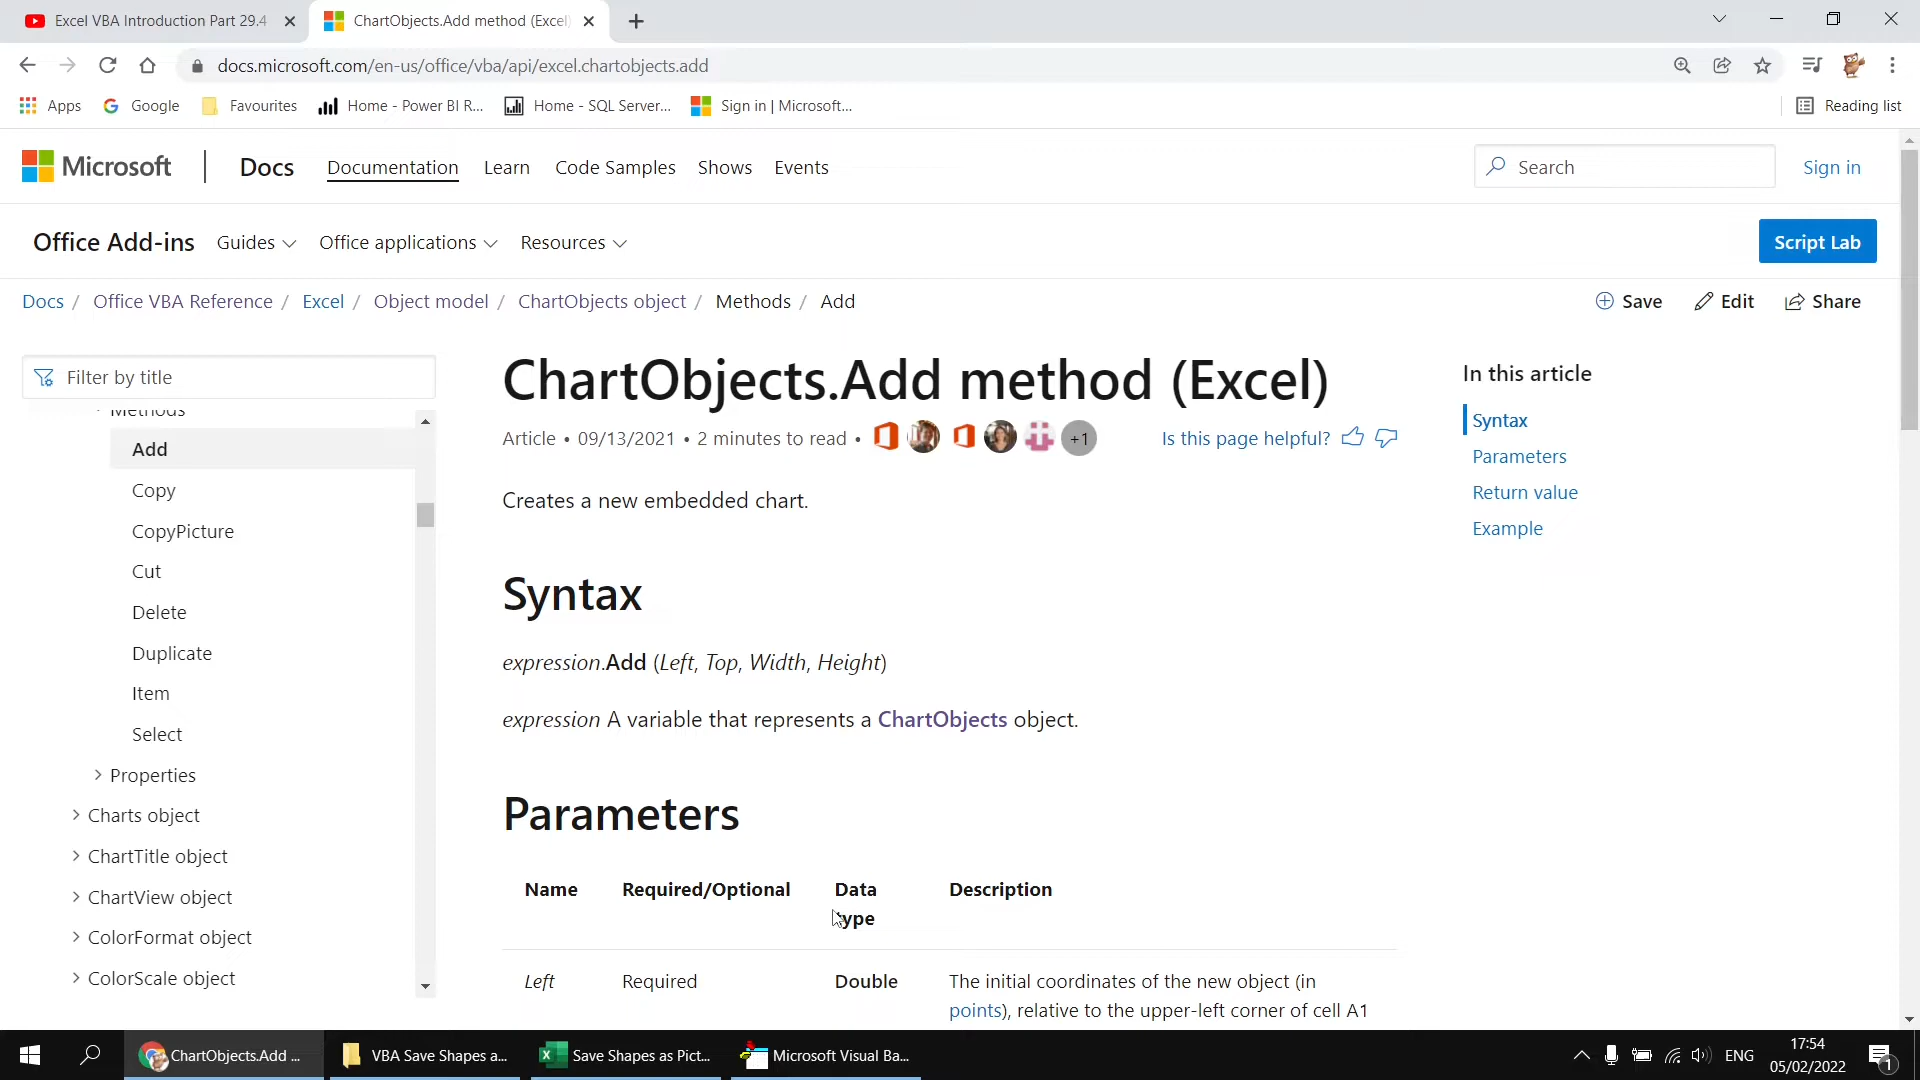 Excel VBA Introduction Part 29.4
ChartObjects.Add method (Excel)
docs.microsoft.com/en-us/office/vba/api/excel.chartobjects.add
Apps
Google
Favourites
Home - Power BI R...
Home - SQL Server...
Sign in | Microsoft...
Reading list
Microsoft
Docs
Documentation
Learn
Code Samples
Shows
Events
Search
Sign in
Office Add-ins
Guides
Office applications
Resources
Script Lab
Docs / Office VBA Reference / Excel / Object model / ChartObjects object / Methods / Add
Save
Edit
Share
Filter by title
Methods
Add
Copy
CopyPicture
Cut
Delete
Duplicate
Item
Select
Properties
Charts object
ChartTitle object
ChartView object
ColorFormat object
ColorScale object
ChartObjects.Add method (Excel)
Article • 09/13/2021 • 2 minutes to read •
+1
Is this page helpful?
Creates a new embedded chart.
Syntax
expression.Add (Left, Top, Width, Height)
expression A variable that represents a ChartObjects object.
Parameters
Name
Required/Optional
Data
type
Description
Left
Required
Double
The initial coordinates of the new object (in
points), relative to the upper-left corner of cell A1
In this article
Syntax
Parameters
Return value
Example
ChartObjects.Add ...
VBA Save Shapes a...
Save Shapes as Pict...
Microsoft Visual Ba...
ENG
17:54
05/02/2022
1